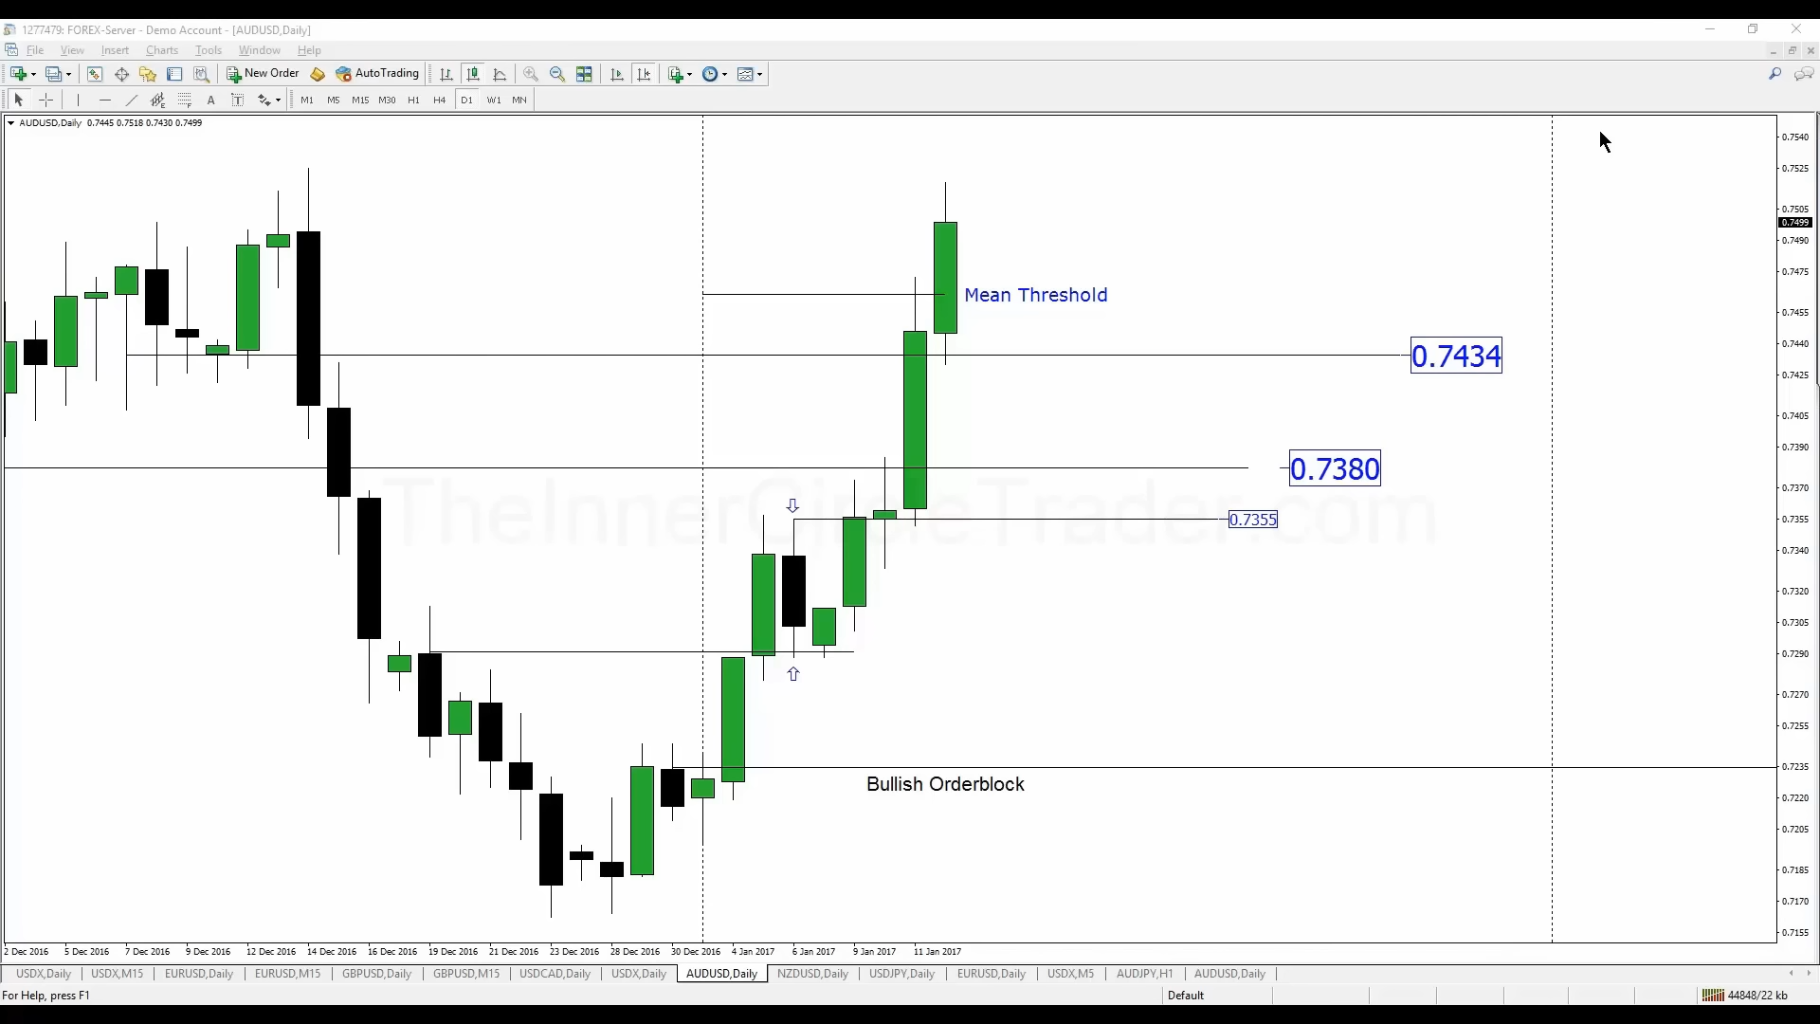 1277479: FOREX-Server - Demo Account - [AUDUSD,Daily]
File View Insert Charts Tools Window Help
New Order AutoTrading
A T M1 M5 M15 M30 H1 H4 D1 W1 MN
AUDUSD,Daily 0.7445 0.7518 0.7430 0.7499
0.7540
0.7525
0.7505
0.7499
0.7490
0.7475
Mean Threshold
0.7455
0.7440
0.7434
0.7425
0.7405
0.7390
0.7380
0.7370
TheInnerCircleTrader.com
0.7355
0.7355
0.7340
0.7320
0.7305
0.7290
0.7270
0.7255
0.7235
Bullish Orderblock
0.7220
0.7205
0.7185
0.7170
0.7155
2 Dec 2016 5 Dec 2016 7 Dec 2016 9 Dec 2016 12 Dec 2016 14 Dec 2016 16 Dec 2016 19 Dec 2016 21 Dec 2016 23 Dec 2016 28 Dec 2016 30 Dec 2016 4 Jan 2017 6 Jan 2017 9 Jan 2017 11 Jan 2017
USDX,Daily USDX,M15 EURUSD,Daily EURUSD,M15 GBPUSD,Daily GBPUSD,M15 USDCAD,Daily USDX,Daily AUDUSD,Daily NZDUSD,Daily USDJPY,Daily EURUSD,Daily USDX,M5 AUDJPY,H1 AUDUSD,Daily
For Help, press F1 Default 44848/22 kb